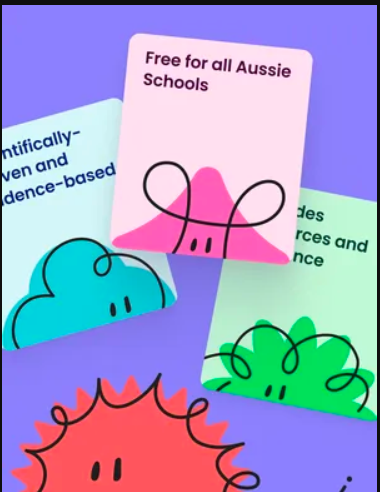 Free for all Aussie
Schools
ntifically-
ven and
dence-based
des
rces and
nce